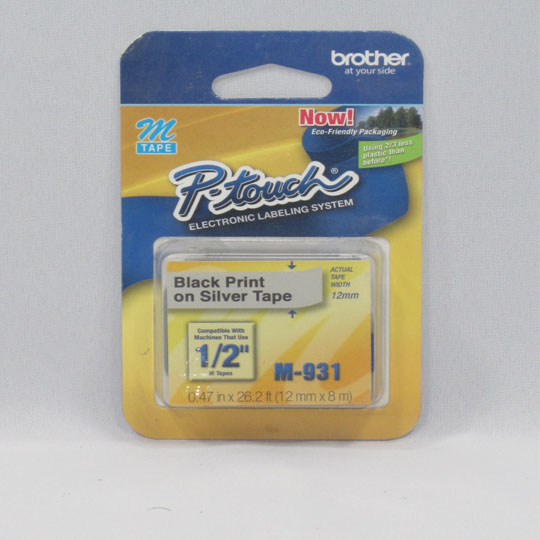 brother
at your side
M
TAPE
Now!
Eco-Friendly Packaging
Using 2/3 less
plastic than
before*!
P-touch®
ELECTRONIC LABELING SYSTEM
Black Print
on Silver Tape
ACTUAL
TAPE
WIDTH
12mm
Compatible With
Machines That Use
1/2"
of Tapes
M-931
0.47 in x 26.2 ft (12 mm x 8 m)